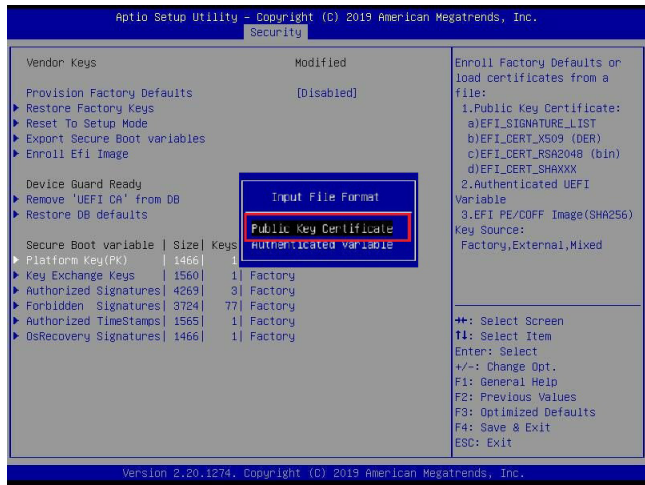 Aptio Setup Utility – Copyright (C) 2019 American Megatrends, Inc.
Security
Vendor Keys Modified
Provision Factory Defaults [Disabled]
Restore Factory Keys
Reset To Setup Mode
Export Secure Boot variables
Enroll Efi Image
Device Guard Ready
Remove 'UEFI CA' from DB
Restore DB defaults
Secure Boot variable | Size| Keys
Platform Key(PK) | 1466| 1
Key Exchange Keys | 1560| 1| Factory
Authorized Signatures| 4269| 3| Factory
Forbidden Signatures| 3724| 77| Factory
Authorized TimeStamps| 1565| 1| Factory
OsRecovery Signatures| 1466| 1| Factory
Input File Format
Public Key Certificate
Authenticated Variable
Enroll Factory Defaults or
load certificates from a
file:
1.Public Key Certificate:
a)EFI_SIGNATURE_LIST
b)EFI_CERT_X509 (DER)
c)EFI_CERT_RSA2048 (bin)
d)EFI_CERT_SHAXXX
2.Authenticated UEFI
Variable
3.EFI PE/COFF Image(SHA256)
Key Source:
Factory,External,Mixed
→←: Select Screen
↑↓: Select Item
Enter: Select
+/-: Change Opt.
F1: General Help
F2: Previous Values
F3: Optimized Defaults
F4: Save & Exit
ESC: Exit
Version 2.20.1274. Copyright (C) 2019 American Megatrends, Inc.